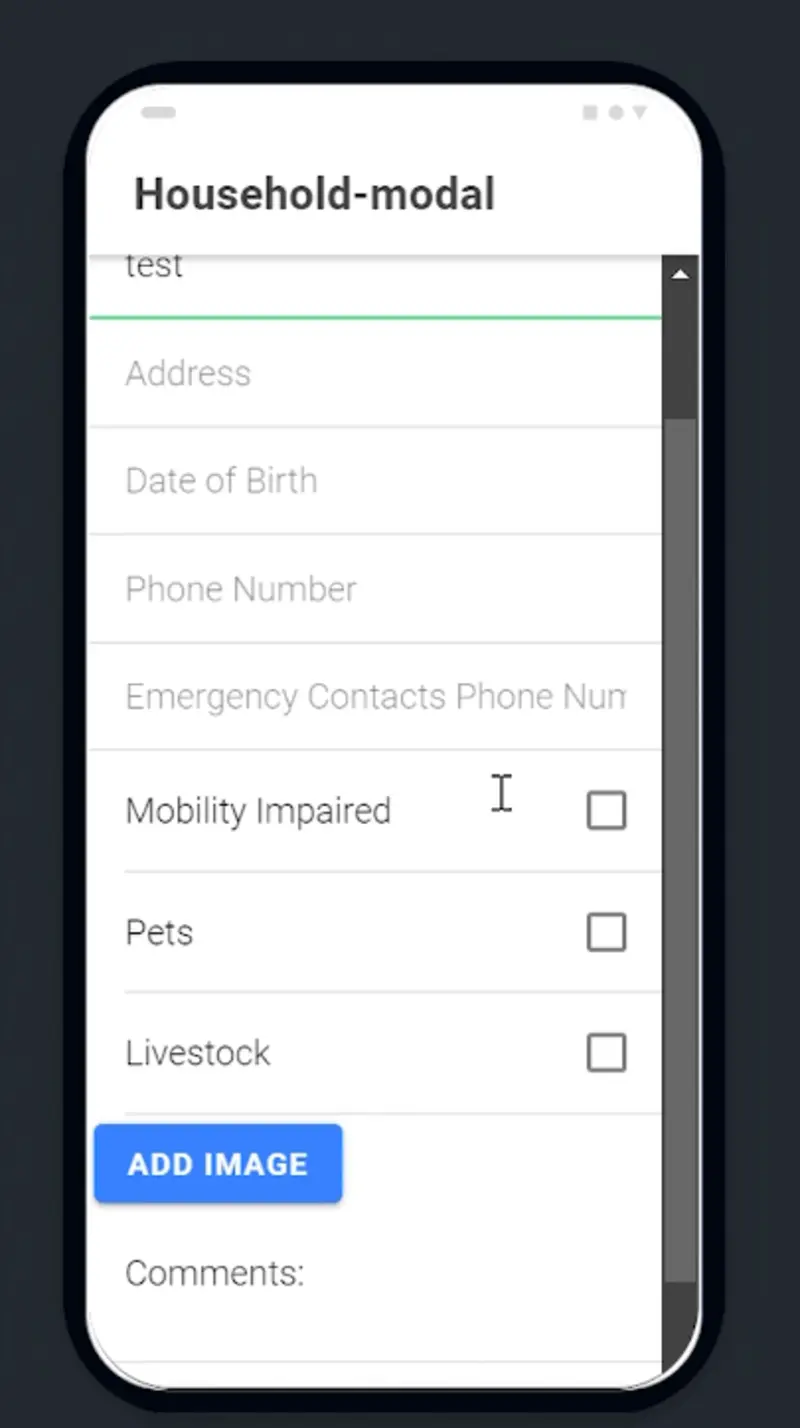 Household-modal
test
Address
Date of Birth
Phone Number
Emergency Contacts Phone Num
Mobility Impaired
Pets
Livestock
ADD IMAGE
Comments: